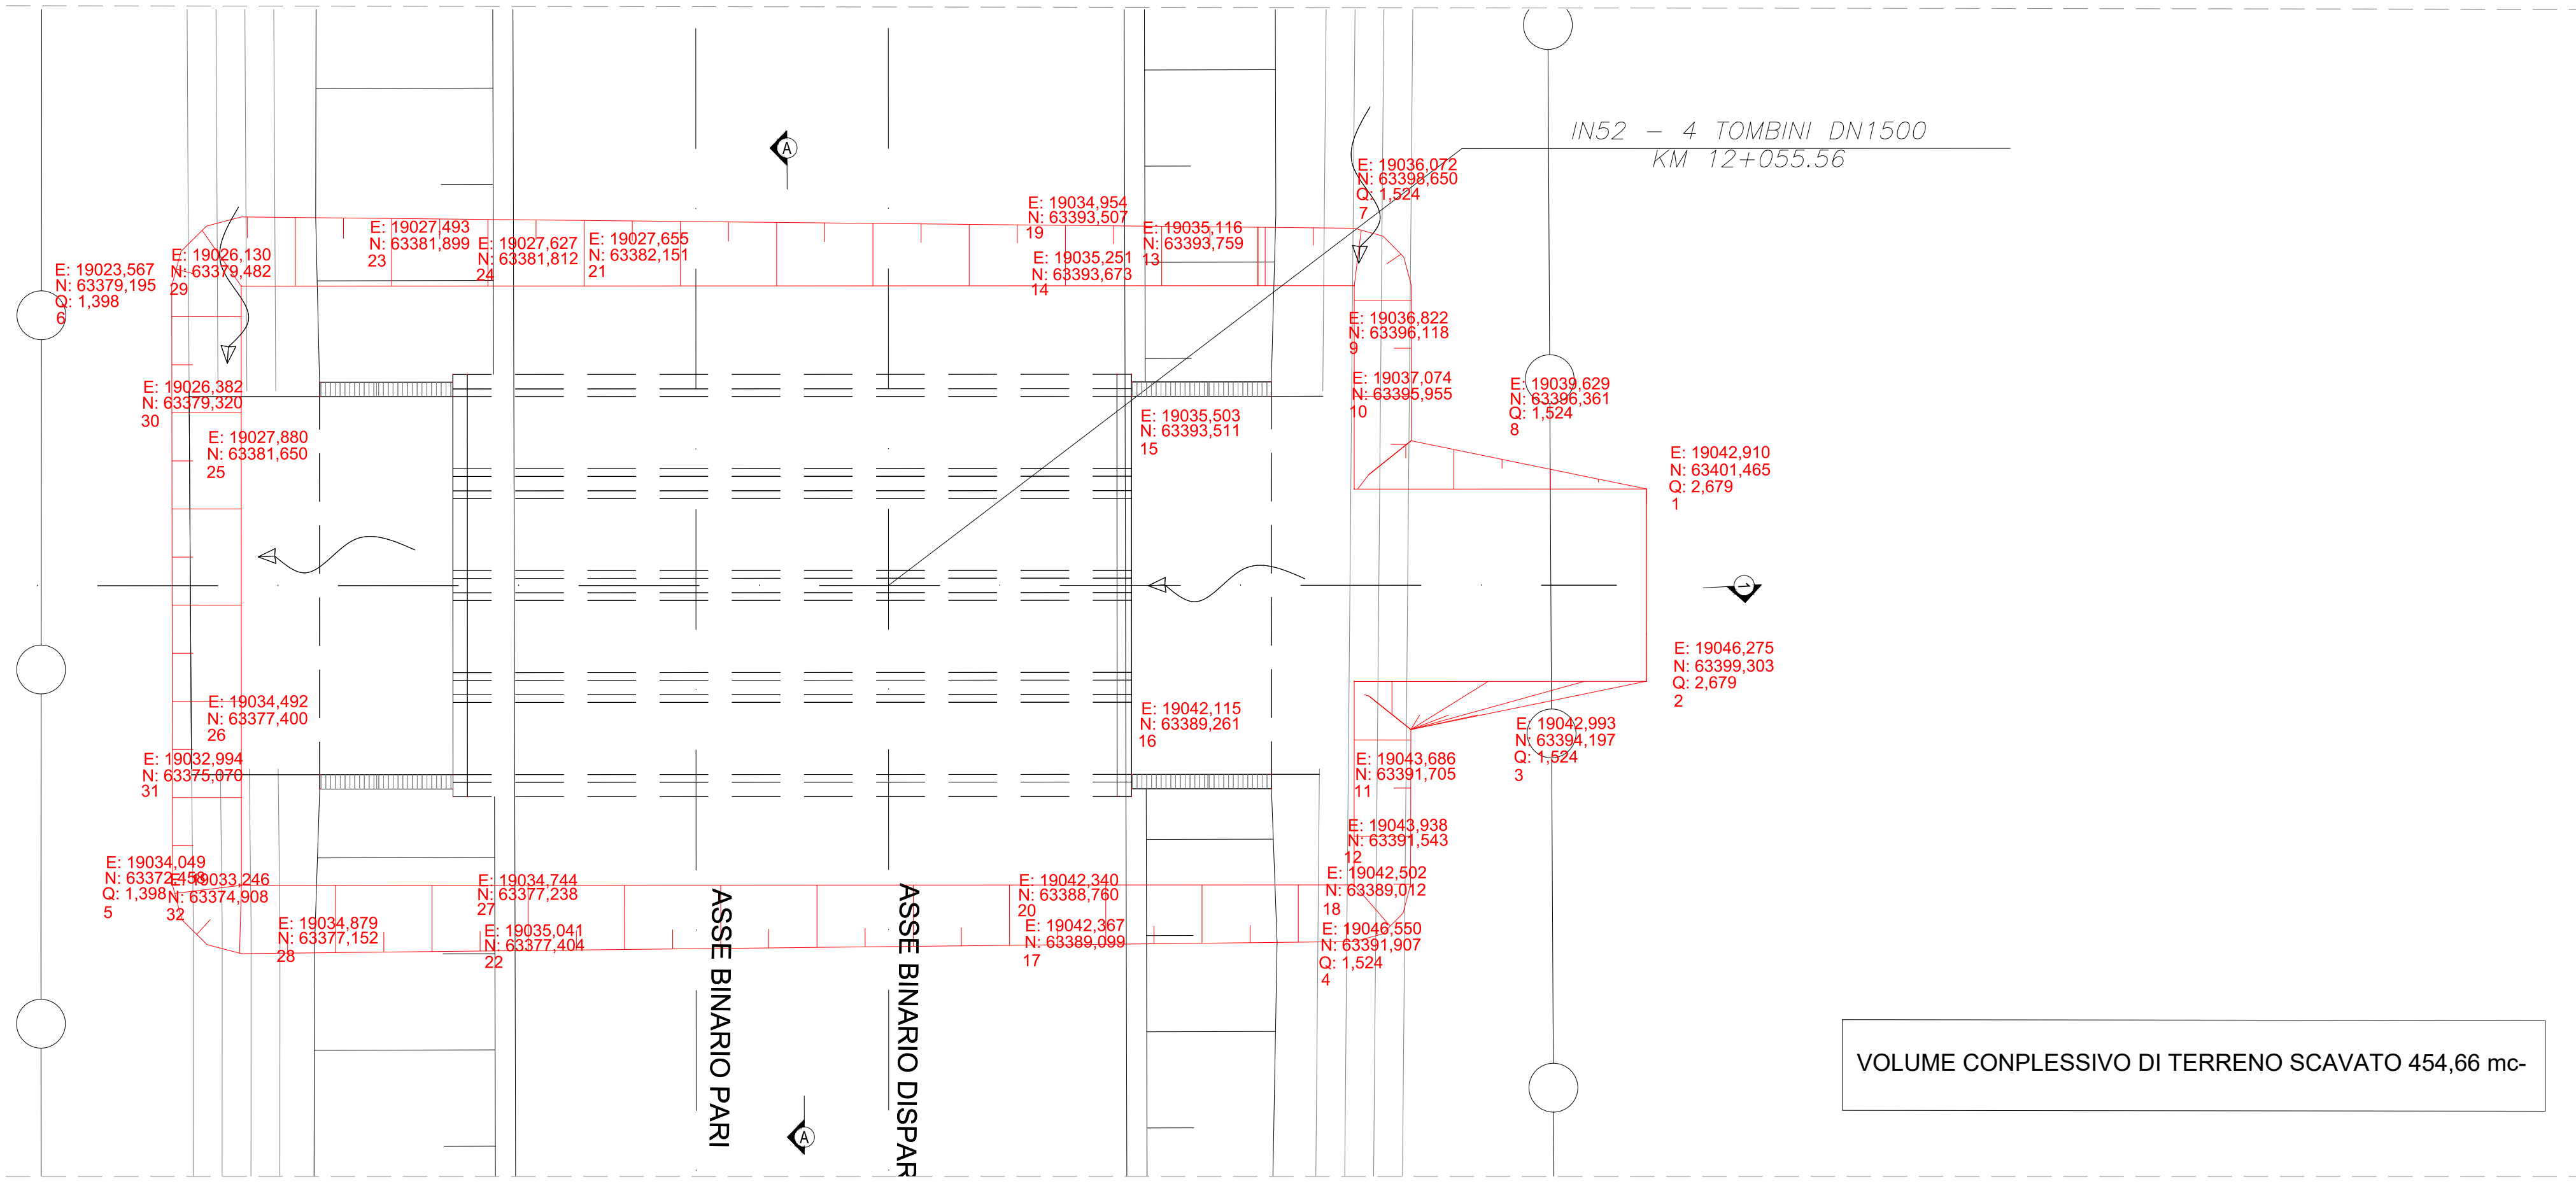 IN52 – 4 TOMBINI DN1500
KM 12+055.56
A
E: 19036,072
N: 63398,650
Q: 1,524
7
E: 19034,954
N: 63393,507
19
E: 19035,116
N: 63393,759
13
E: 19035,251
N: 63393,673
14
E: 19027,493
N: 63381,899
23
E: 19027,627
N: 63381,812
24
E: 19027,655
N: 63382,151
21
E: 19026,130
N: 63379,482
29
E: 19023,567
N: 63379,195
Q: 1,398
6
E: 19036,822
N: 63396,118
9
E: 19037,074
N: 63395,955
10
E: 19039,629
N: 63396,361
Q: 1,524
8
E: 19026,382
N: 63379,320
30
E: 19027,880
N: 63381,650
25
E: 19035,503
N: 63393,511
15
E: 19042,910
N: 63401,465
Q: 2,679
1
1
E: 19046,275
N: 63399,303
Q: 2,679
2
E: 19034,492
N: 63377,400
26
E: 19042,115
N: 63389,261
16
E: 19042,993
N: 63394,197
Q: 1,524
3
E: 19032,994
N: 63375,070
31
E: 19043,686
N: 63391,705
11
E: 19043,938
N: 63391,543
12
E: 19034,049
N: 63372,458
Q: 1,398
5
E: 19033,246
N: 63374,908
32
E: 19034,744
N: 63377,238
27
E: 19042,340
N: 63388,760
20
E: 19042,502
N: 63389,012
18
E: 19034,879
N: 63377,152
28
E: 19035,041
N: 63377,404
22
E: 19042,367
N: 63389,099
17
E: 19046,550
N: 63391,907
Q: 1,524
4
ASSE BINARIO PARI
ASSE BINARIO DISPAR
A
VOLUME CONPLESSIVO DI TERRENO SCAVATO 454,66 mc-